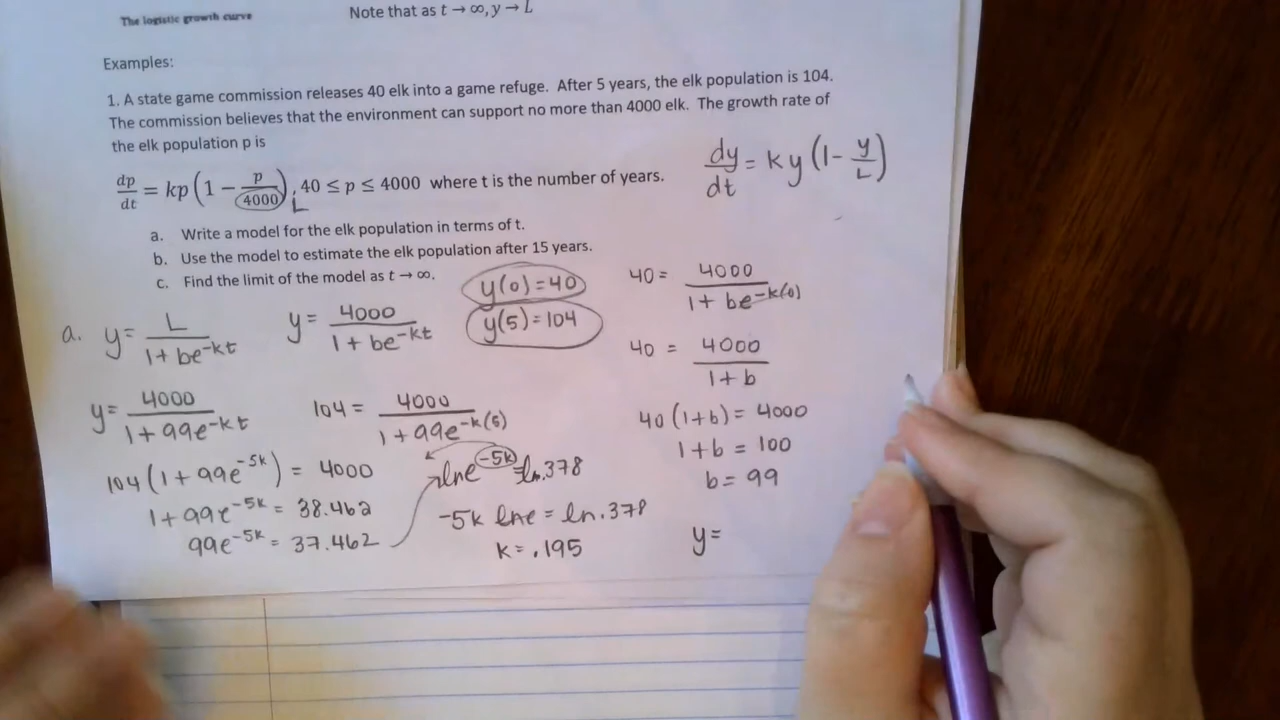 The logistic growth curve
Note that as t → ∞, y → L
Examples:
1. A state game commission releases 40 elk into a game refuge. After 5 years, the elk population is 104.
The commission believes that the environment can support no more than 4000 elk. The growth rate of
the elk population p is
dp/dt = kp(1 − p/4000), 40 ≤ p ≤ 4000 where t is the number of years.
L
dy/dt = ky(1 - y/L)
a. Write a model for the elk population in terms of t.
b. Use the model to estimate the elk population after 15 years.
c. Find the limit of the model as t → ∞.
a. y = L/(1 + be^-kt)
y = 4000/(1 + be^-kt)
y(0) = 40
y(5) = 104
40 = 4000/(1 + be^-k(0))
40 = 4000/(1 + b)
40(1+b) = 4000
1+b = 100
b = 99
y = 4000/(1 + 99e^-kt)
104 = 4000/(1 + 99e^-k(5))
104(1 + 99e^-5k) = 4000
1 + 99e^-5k = 38.462
99e^-5k = 37.462
lne^-5k = ln.378
-5k lne = ln.378
k = .195
y =